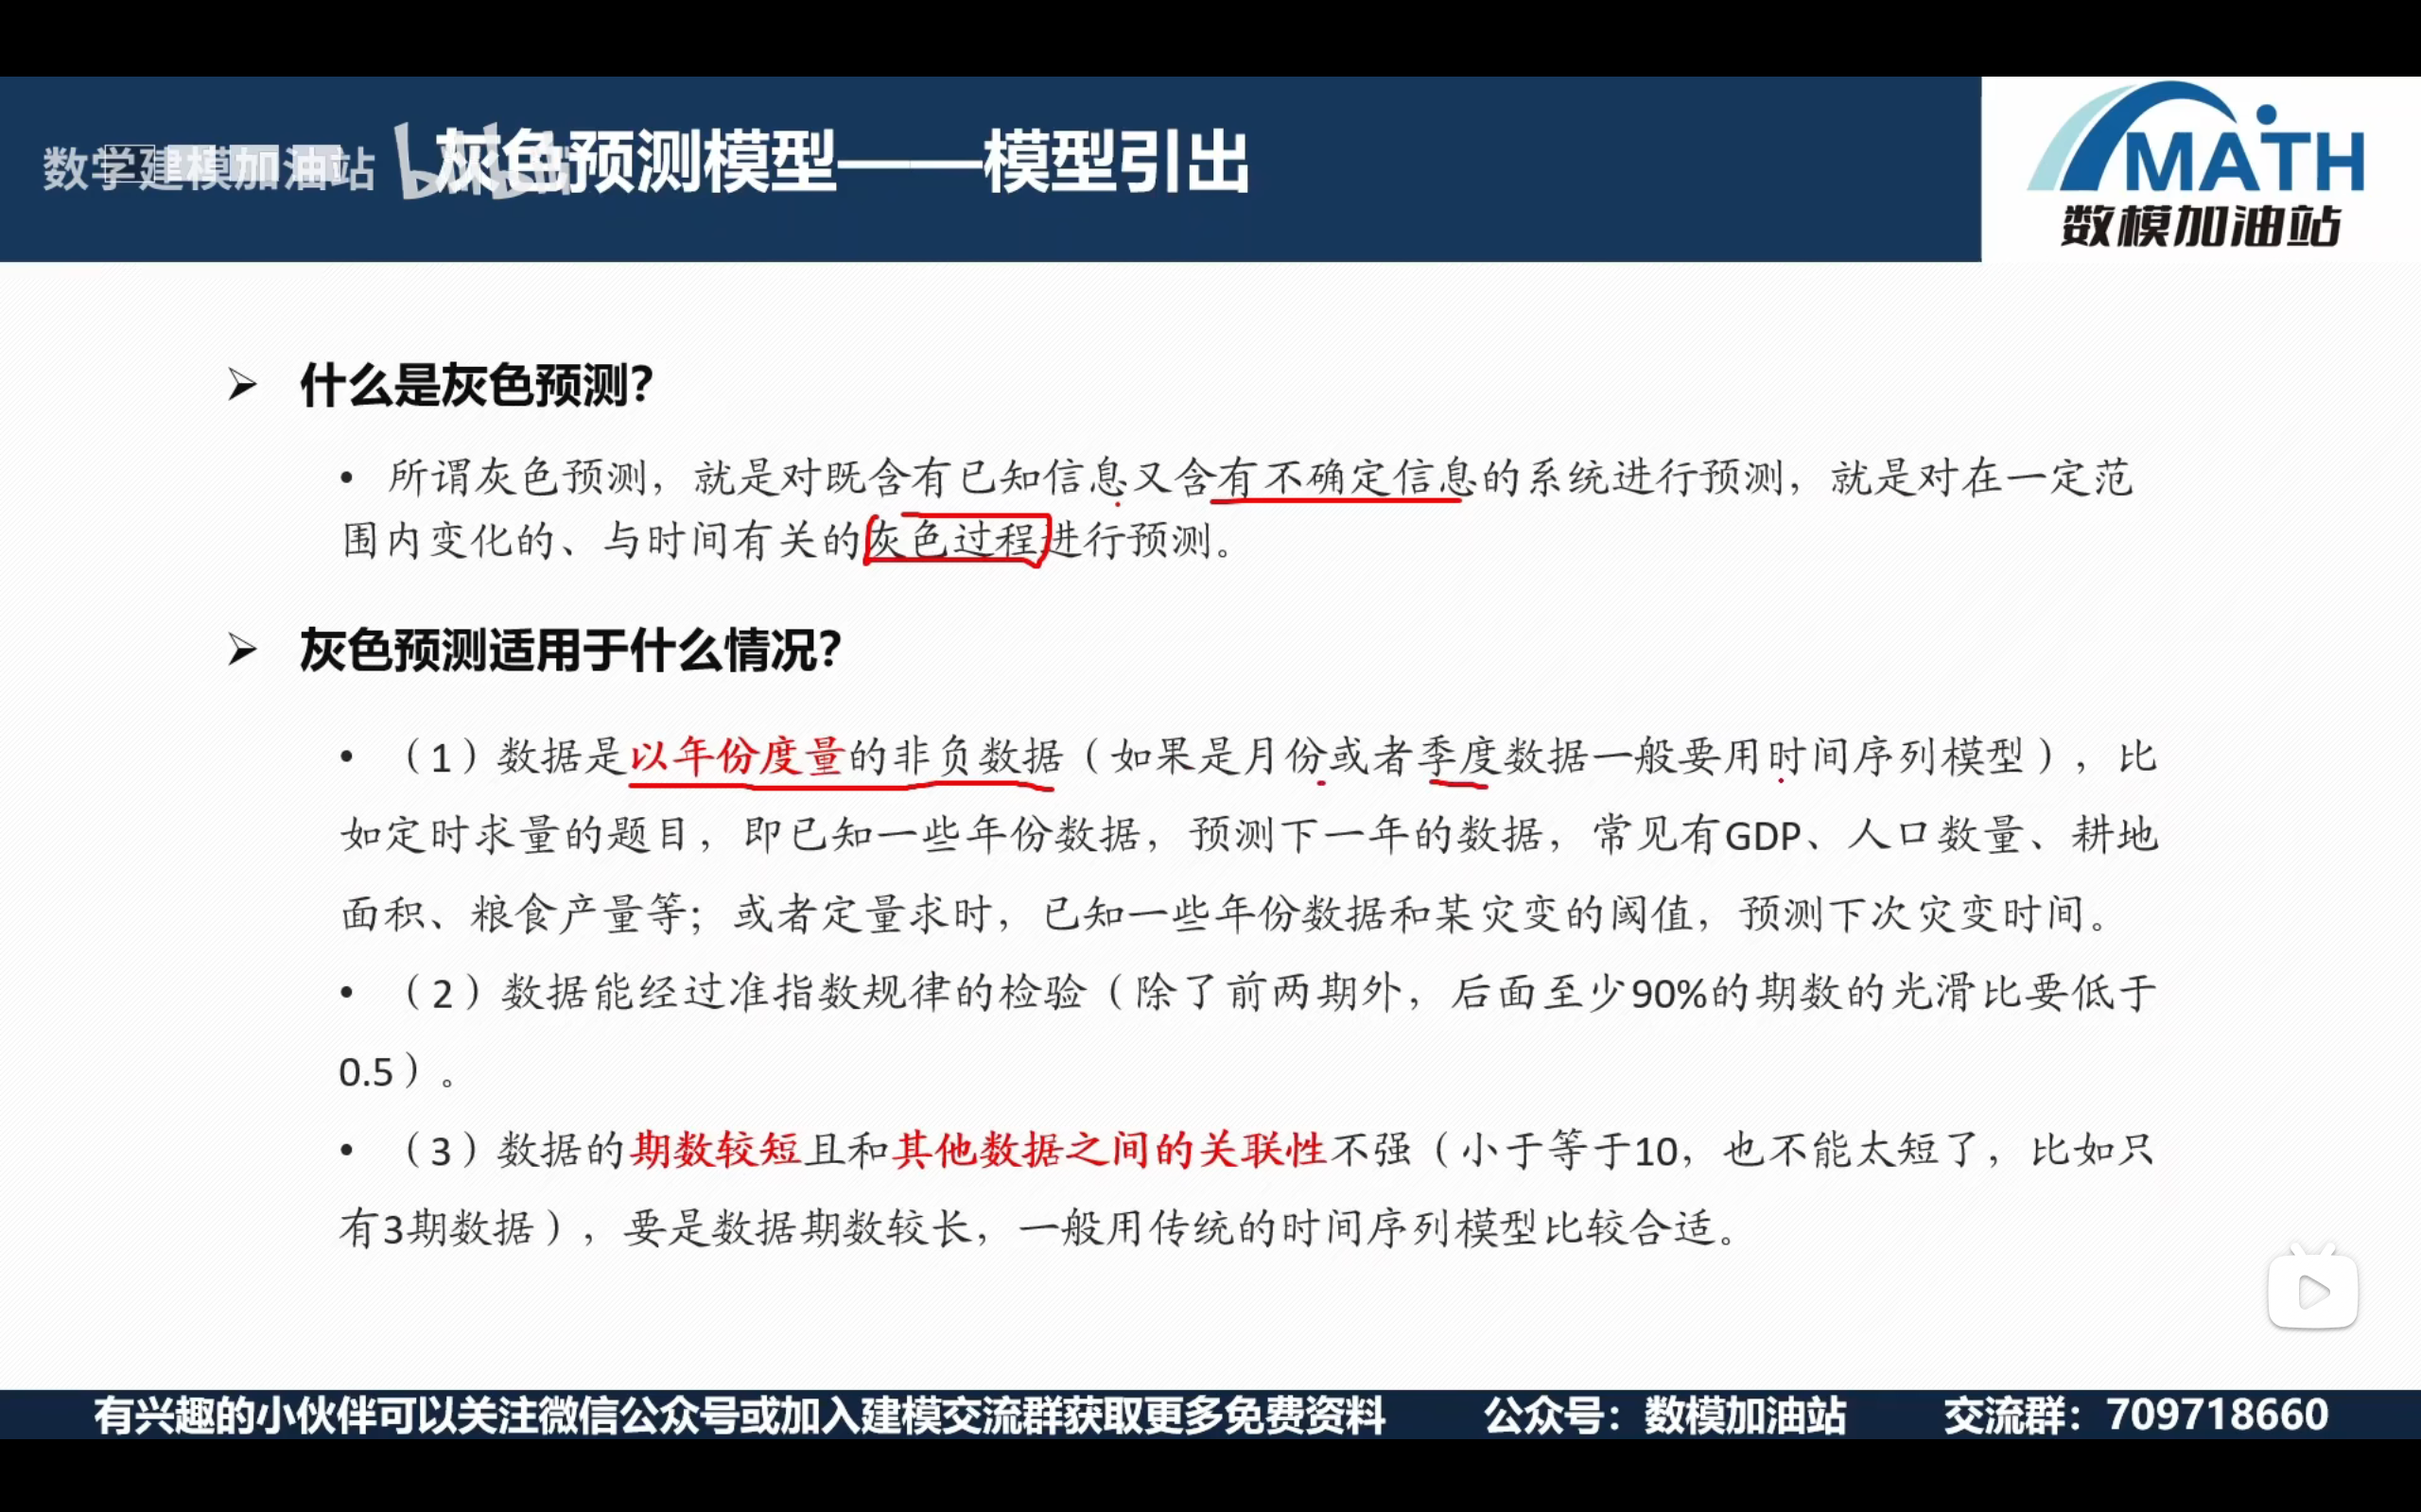 数学建模加油站 bilibili
灰色预测模型——模型引出
MATH
数模加油站
➢ 什么是灰色预测？
• 所谓灰色预测，就是对既含有已知信息又含有不确定信息的系统进行预测，就是对在一定范
围内变化的、与时间有关的灰色过程进行预测。
➢ 灰色预测适用于什么情况？
• （1）数据是以年份度量的非负数据（如果是月份或者季度数据一般要用时间序列模型），比
如定时求量的题目，即已知一些年份数据，预测下一年的数据，常见有GDP、人口数量、耕地
面积、粮食产量等；或者定量求时，已知一些年份数据和某灾变的阈值，预测下次灾变时间。
• （2）数据能经过准指数规律的检验（除了前两期外，后面至少90%的期数的光滑比要低于
0.5）。
• （3）数据的期数较短且和其他数据之间的关联性不强（小于等于10，也不能太短了，比如只
有3期数据），要是数据期数较长，一般用传统的时间序列模型比较合适。
有兴趣的小伙伴可以关注微信公众号或加入建模交流群获取更多免费资料 公众号：数模加油站 交流群：709718660